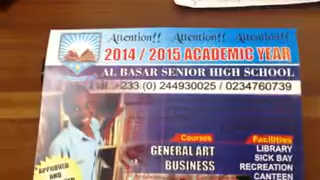 Attention!! Attention!! Attention!!
2014 / 2015 ACADEMIC YEAR
AL BASAR SENIOR HIGH SCHOOL
+233 (0) 244930025 / 0234760739
Courses
GENERAL ART
BUSINESS
Facilities
LIBRARY
SICK BAY
RECREATION
CANTEEN
APPROVED
AND